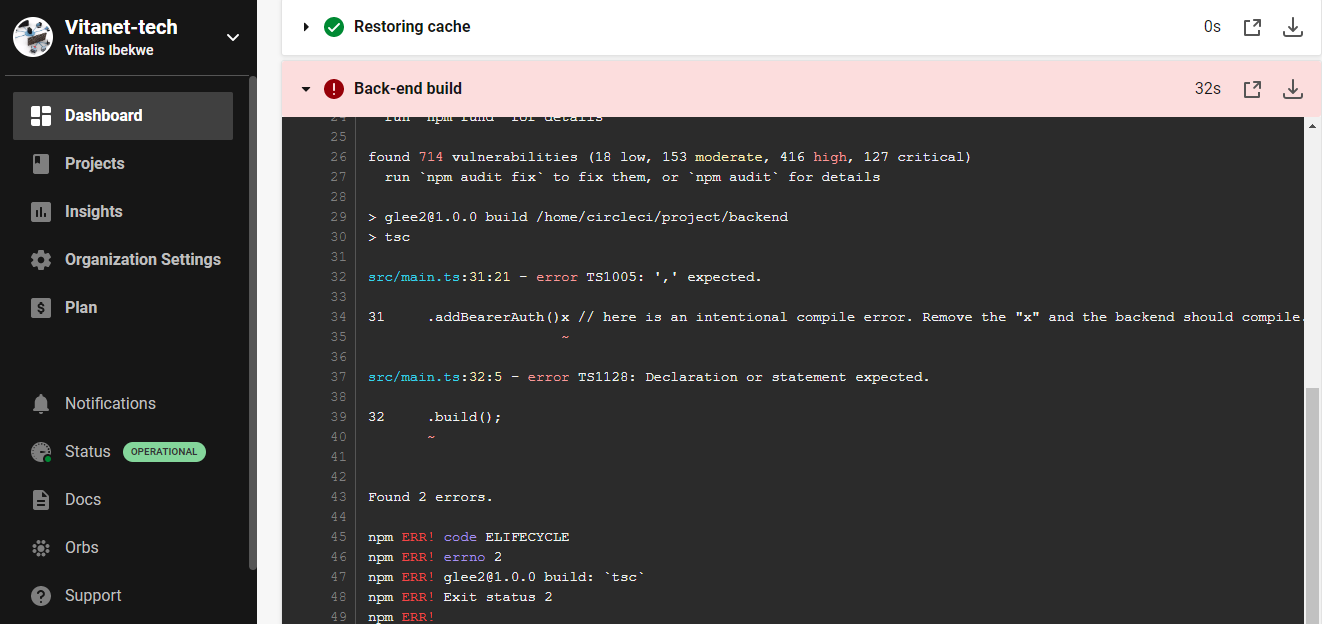 Vitanet-tech
Vitalis Ibekwe
Dashboard
Projects
Insights
Organization Settings
Plan
Notifications
Status OPERATIONAL
Docs
Orbs
Support
Restoring cache 0s
Back-end build 32s
24 run `npm fund` for details
25
26 found 714 vulnerabilities (18 low, 153 moderate, 416 high, 127 critical)
27 run `npm audit fix` to fix them, or `npm audit` for details
28
29 > glee2@1.0.0 build /home/circleci/project/backend
30 > tsc
31
32 src/main.ts:31:21 - error TS1005: ',' expected.
33
34 31 .addBearerAuth()x // here is an intentional compile error. Remove the "x" and the backend should compile.
35 ~
36
37 src/main.ts:32:5 - error TS1128: Declaration or statement expected.
38
39 32 .build();
40 ~
41
42
43 Found 2 errors.
44
45 npm ERR! code ELIFECYCLE
46 npm ERR! errno 2
47 npm ERR! glee2@1.0.0 build: `tsc`
48 npm ERR! Exit status 2
49 npm ERR!